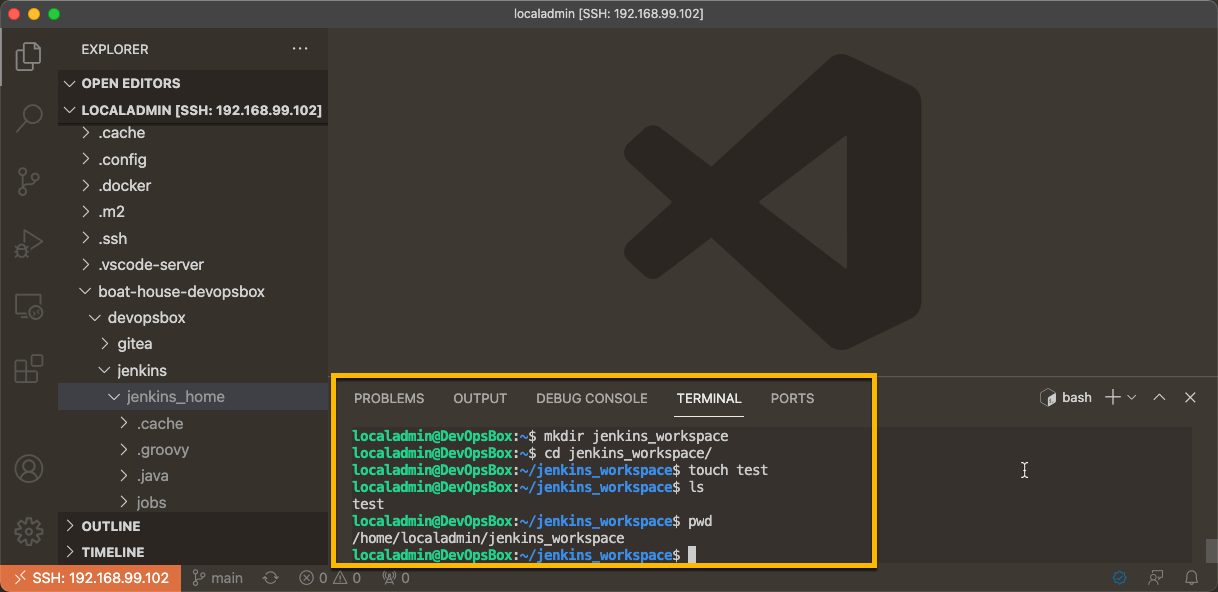 localadmin [SSH: 192.168.99.102]
EXPLORER
OPEN EDITORS
LOCALADMIN [SSH: 192.168.99.102]
.cache
.config
.docker
.m2
.ssh
.vscode-server
boat-house-devopsbox
devopsbox
gitea
jenkins
jenkins_home
.cache
.groovy
.java
jobs
OUTLINE
TIMELINE
PROBLEMS OUTPUT DEBUG CONSOLE TERMINAL PORTS bash
localadmin@DevOpsBox:~$ mkdir jenkins_workspace
localadmin@DevOpsBox:~$ cd jenkins_workspace/
localadmin@DevOpsBox:~/jenkins_workspace$ touch test
localadmin@DevOpsBox:~/jenkins_workspace$ ls
test
localadmin@DevOpsBox:~/jenkins_workspace$ pwd
/home/localadmin/jenkins_workspace
localadmin@DevOpsBox:~/jenkins_workspace$
SSH: 192.168.99.102 main 0 0 0